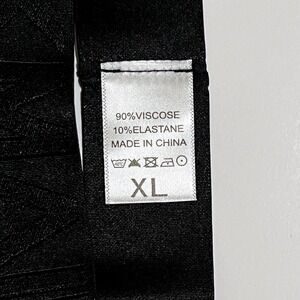 90%VISCOSE
10%ELASTANE
MADE IN CHINA
XL